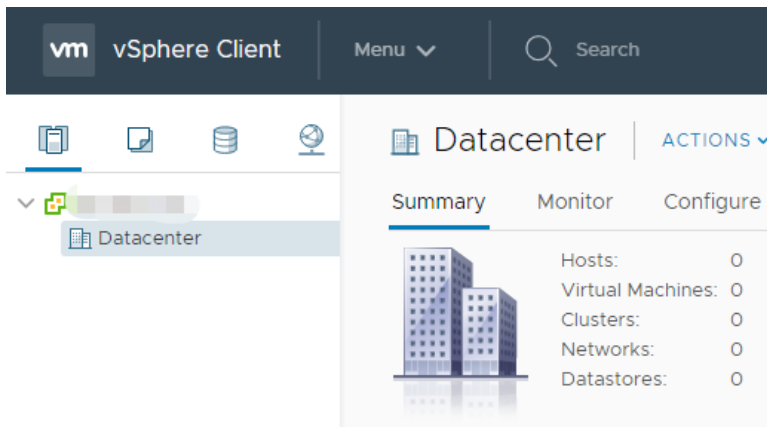 vm vSphere Client Menu Search
Datacenter ACTIONS
Summary Monitor Configure
Datacenter
Hosts: 0
Virtual Machines: 0
Clusters: 0
Networks: 0
Datastores: 0